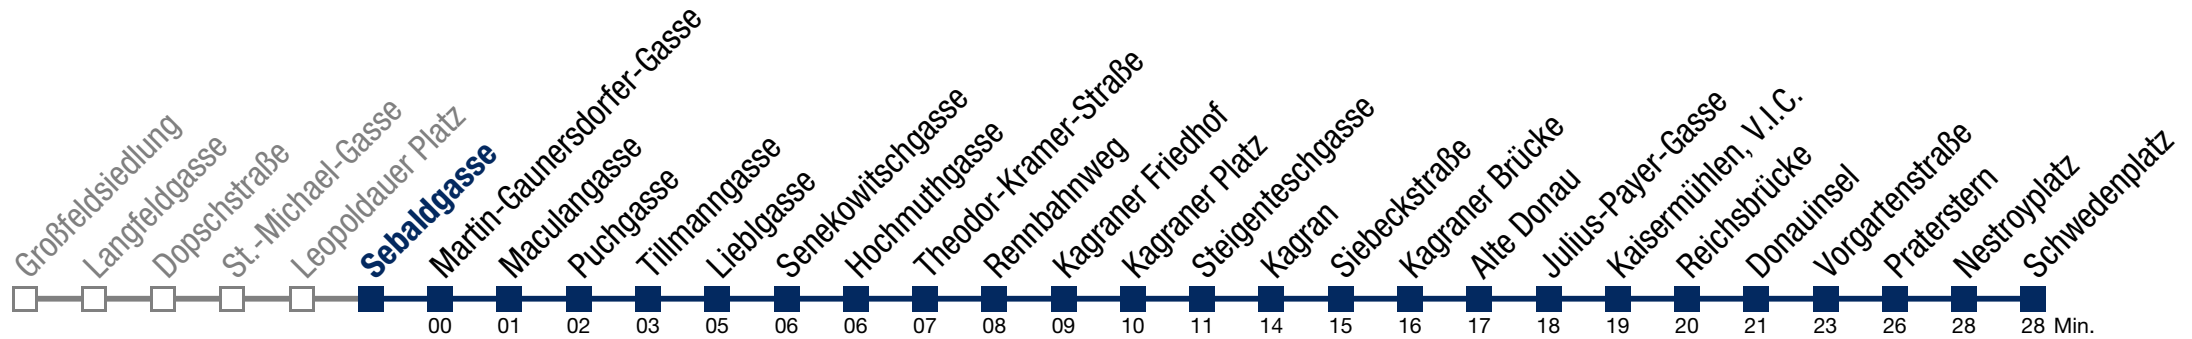 Großfeldsiedlung
Langfeldgasse
Dopschstraße
St.-Michael-Gasse
Leopoldauer Platz
Sebaldgasse
Martin-Gaunersdorfer-Gasse
Maculangasse
Puchgasse
Tillmanngasse
Lieblgasse
Senekowitschgasse
Hochmuthgasse
Theodor-Kramer-Straße
Rennbahnweg
Kagraner Friedhof
Kagraner Platz
Steigenteschgasse
Kagran
Siebeckstraße
Kagraner Brücke
Alte Donau
Julius-Payer-Gasse
Kaisermühlen, V.I.C.
Reichsbrücke
Donauinsel
Vorgartenstraße
Praterstern
Nestroyplatz
Schwedenplatz
00 01 02 03 05 06 06 07 08 09 10 11 14 15 16 17 18 19 20 21 23 26 28 28 Min.